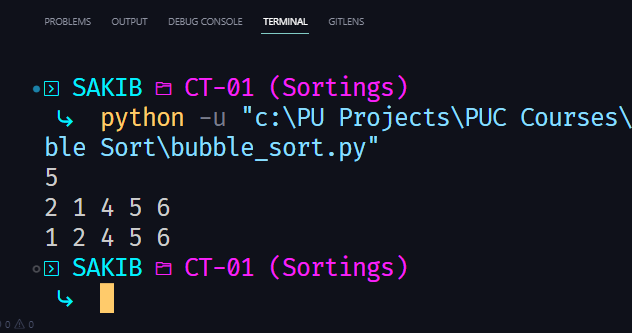 PROBLEMS OUTPUT DEBUG CONSOLE TERMINAL GITLENS
SAKIB CT-01 (Sortings)
python -u "c:\PU Projects\PUC Courses\
ble Sort\bubble_sort.py"
5
2 1 4 5 6
1 2 4 5 6
SAKIB CT-01 (Sortings)
0 0